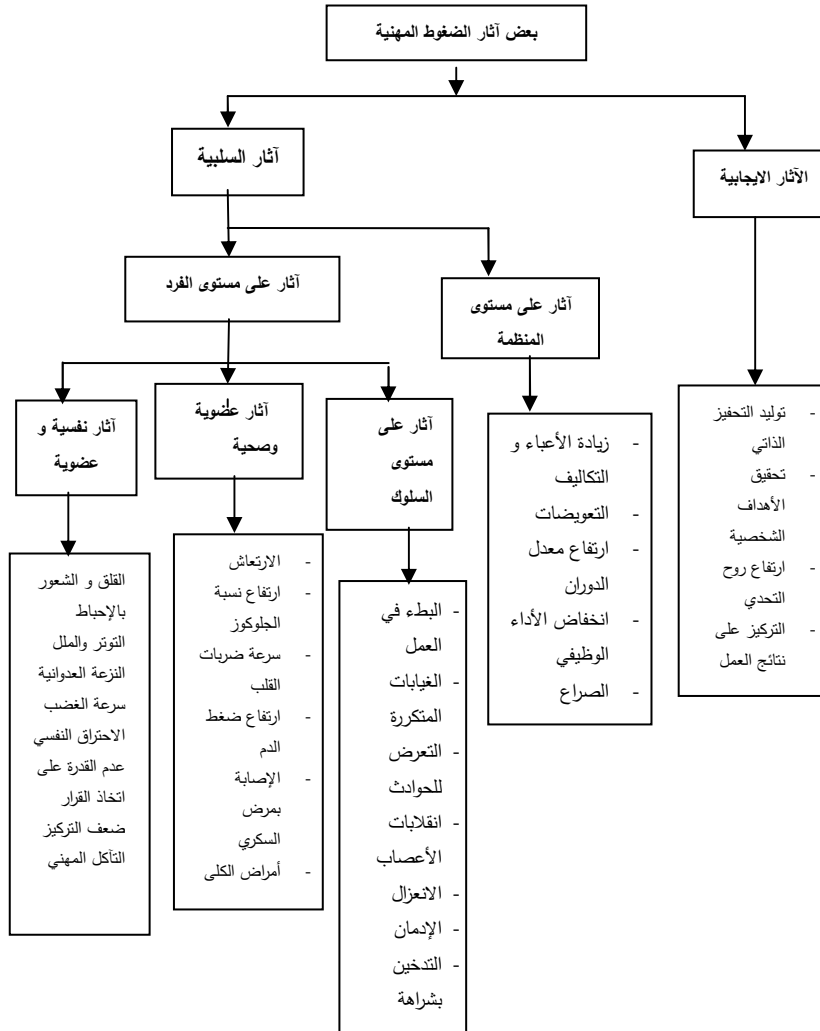 بعض آثار الضغوط المهنية
آثار السلبية
الآثار الايجابية
آثار على مستوى الفرد
آثار على مستوى
المنظمة
آثار نفسية و
عضوية
آثار عضوية
وصحية
آثار على
مستوى
السلوك
- توليد التحفيز
الذاتي
- تحقيق
الأهداف
الشخصية
- ارتفاع روح
التحدي
- التركيز على
نتائج العمل
- زيادة الأعباء و
التكاليف
- التعويضات
- ارتفاع معدل
الدوران
- انخفاض الأداء
الوظيفي
- الصراع
- البطء في
العمل
- الغيابات
المتكررة
- التعرض
للحوادث
- انقلابات
الأعصاب
- الانعزال
- الإدمان
- التدخين
بشراهة
- الارتعاش
- ارتفاع نسبة
الجلوكوز
- سرعة ضربات
القلب
- ارتفاع ضغط
الدم
- الإصابة
بمرض
السكري
- أمراض الكلى
القلق و الشعور
بالإحباط
التوتر والملل
النزعة العدوانية
سرعة الغضب
الاحتراق النفسي
عدم القدرة على
اتخاذ القرار
ضعف التركيز
التآكل المهني